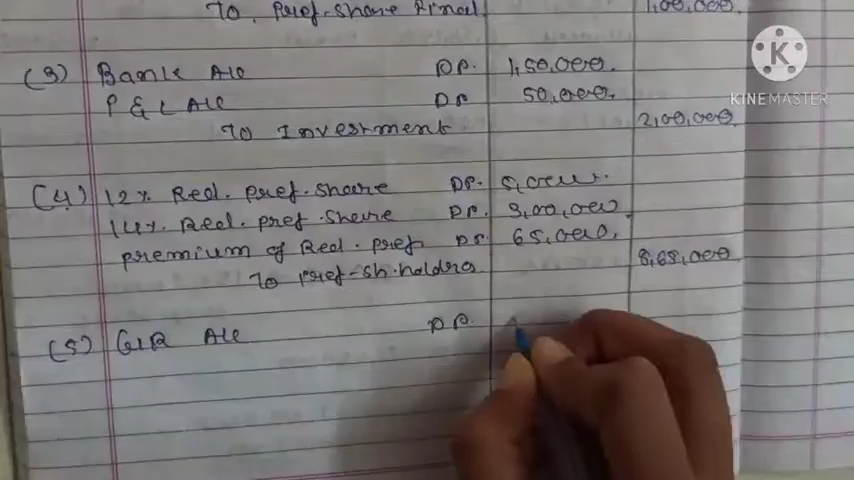 To. Pref-share Final 1,00,000.
(3) Bank A/c DR. 1,50,000.
P & L A/c DR 50,000.
To Investment 2,00,000.
(4) 12% Red. pref-share DR.
14% Red. pref-share DR. 3,00,000.
premium of Red. pref DR. 65,000.
To pref-sh.holdrs 8,65,000
(5) G/R A/c DR.
KINEMASTER